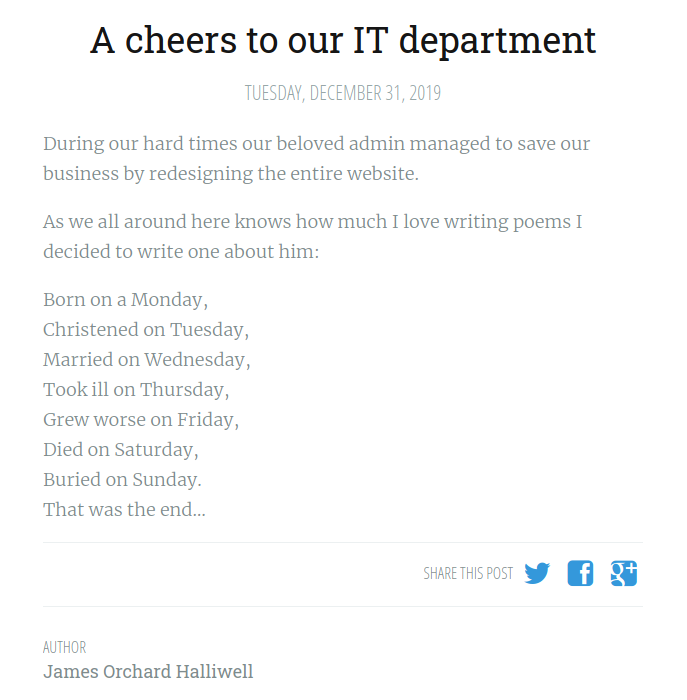 A cheers to our IT department
TUESDAY, DECEMBER 31, 2019
During our hard times our beloved admin managed to save our
business by redesigning the entire website.
As we all around here knows how much I love writing poems I
decided to write one about him:
Born on a Monday,
Christened on Tuesday,
Married on Wednesday,
Took ill on Thursday,
Grew worse on Friday,
Died on Saturday,
Buried on Sunday.
That was the end…
SHARE THIS POST f g+
AUTHOR
James Orchard Halliwell